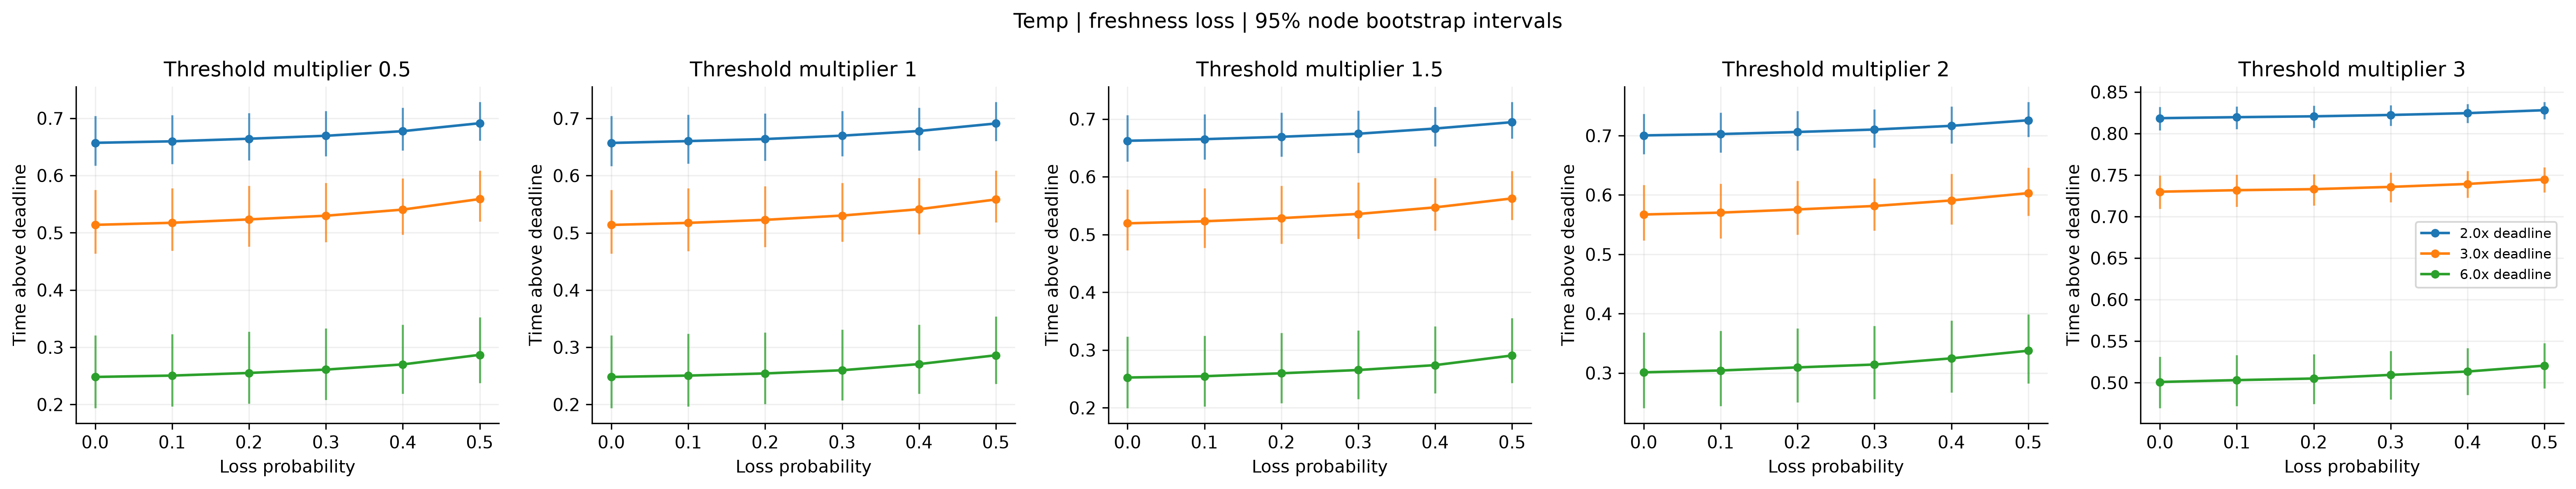 Temp | freshness loss | 95% node bootstrap intervals
Threshold multiplier 0.5
Time above deadline
0.7
0.6
0.5
0.4
0.3
0.2
0.0 0.1 0.2 0.3 0.4 0.5
Loss probability
Threshold multiplier 1
Time above deadline
0.7
0.6
0.5
0.4
0.3
0.2
0.0 0.1 0.2 0.3 0.4 0.5
Loss probability
Threshold multiplier 1.5
Time above deadline
0.7
0.6
0.5
0.4
0.3
0.2
0.0 0.1 0.2 0.3 0.4 0.5
Loss probability
Threshold multiplier 2
Time above deadline
0.7
0.6
0.5
0.4
0.3
0.0 0.1 0.2 0.3 0.4 0.5
Loss probability
Threshold multiplier 3
Time above deadline
0.85
0.80
0.75
0.70
0.65
0.60
0.55
0.50
2.0x deadline
3.0x deadline
6.0x deadline
0.0 0.1 0.2 0.3 0.4 0.5
Loss probability